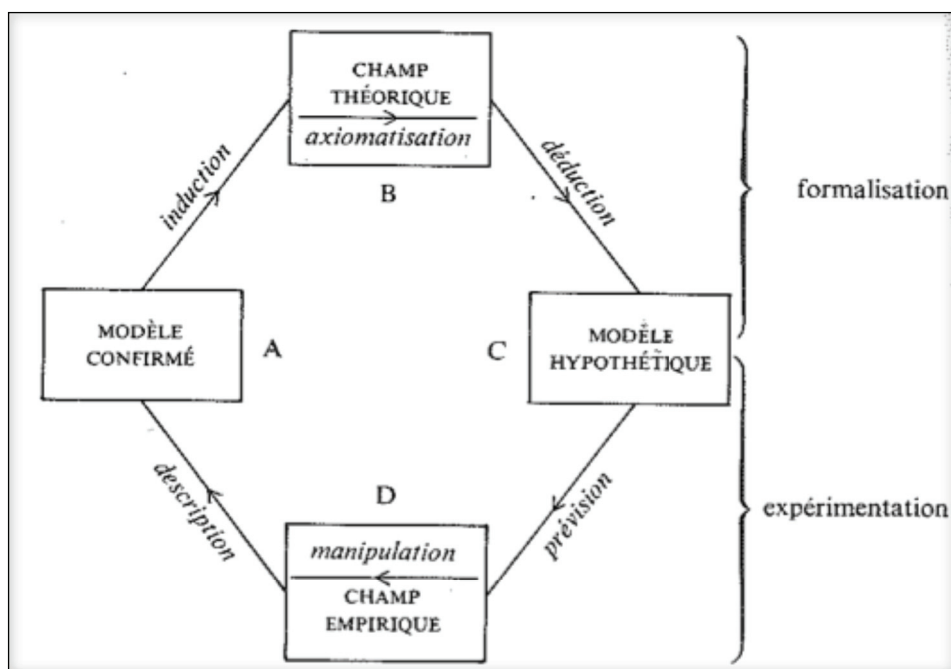 CHAMP
THÉORIQUE
axiomatisation
B
induction
déduction
formalisation
MODÈLE
CONFIRMÉ
A
C
MODÈLE
HYPOTHÉTIQUE
D
description
prévision
expérimentation
manipulation
CHAMP
EMPIRIQUE